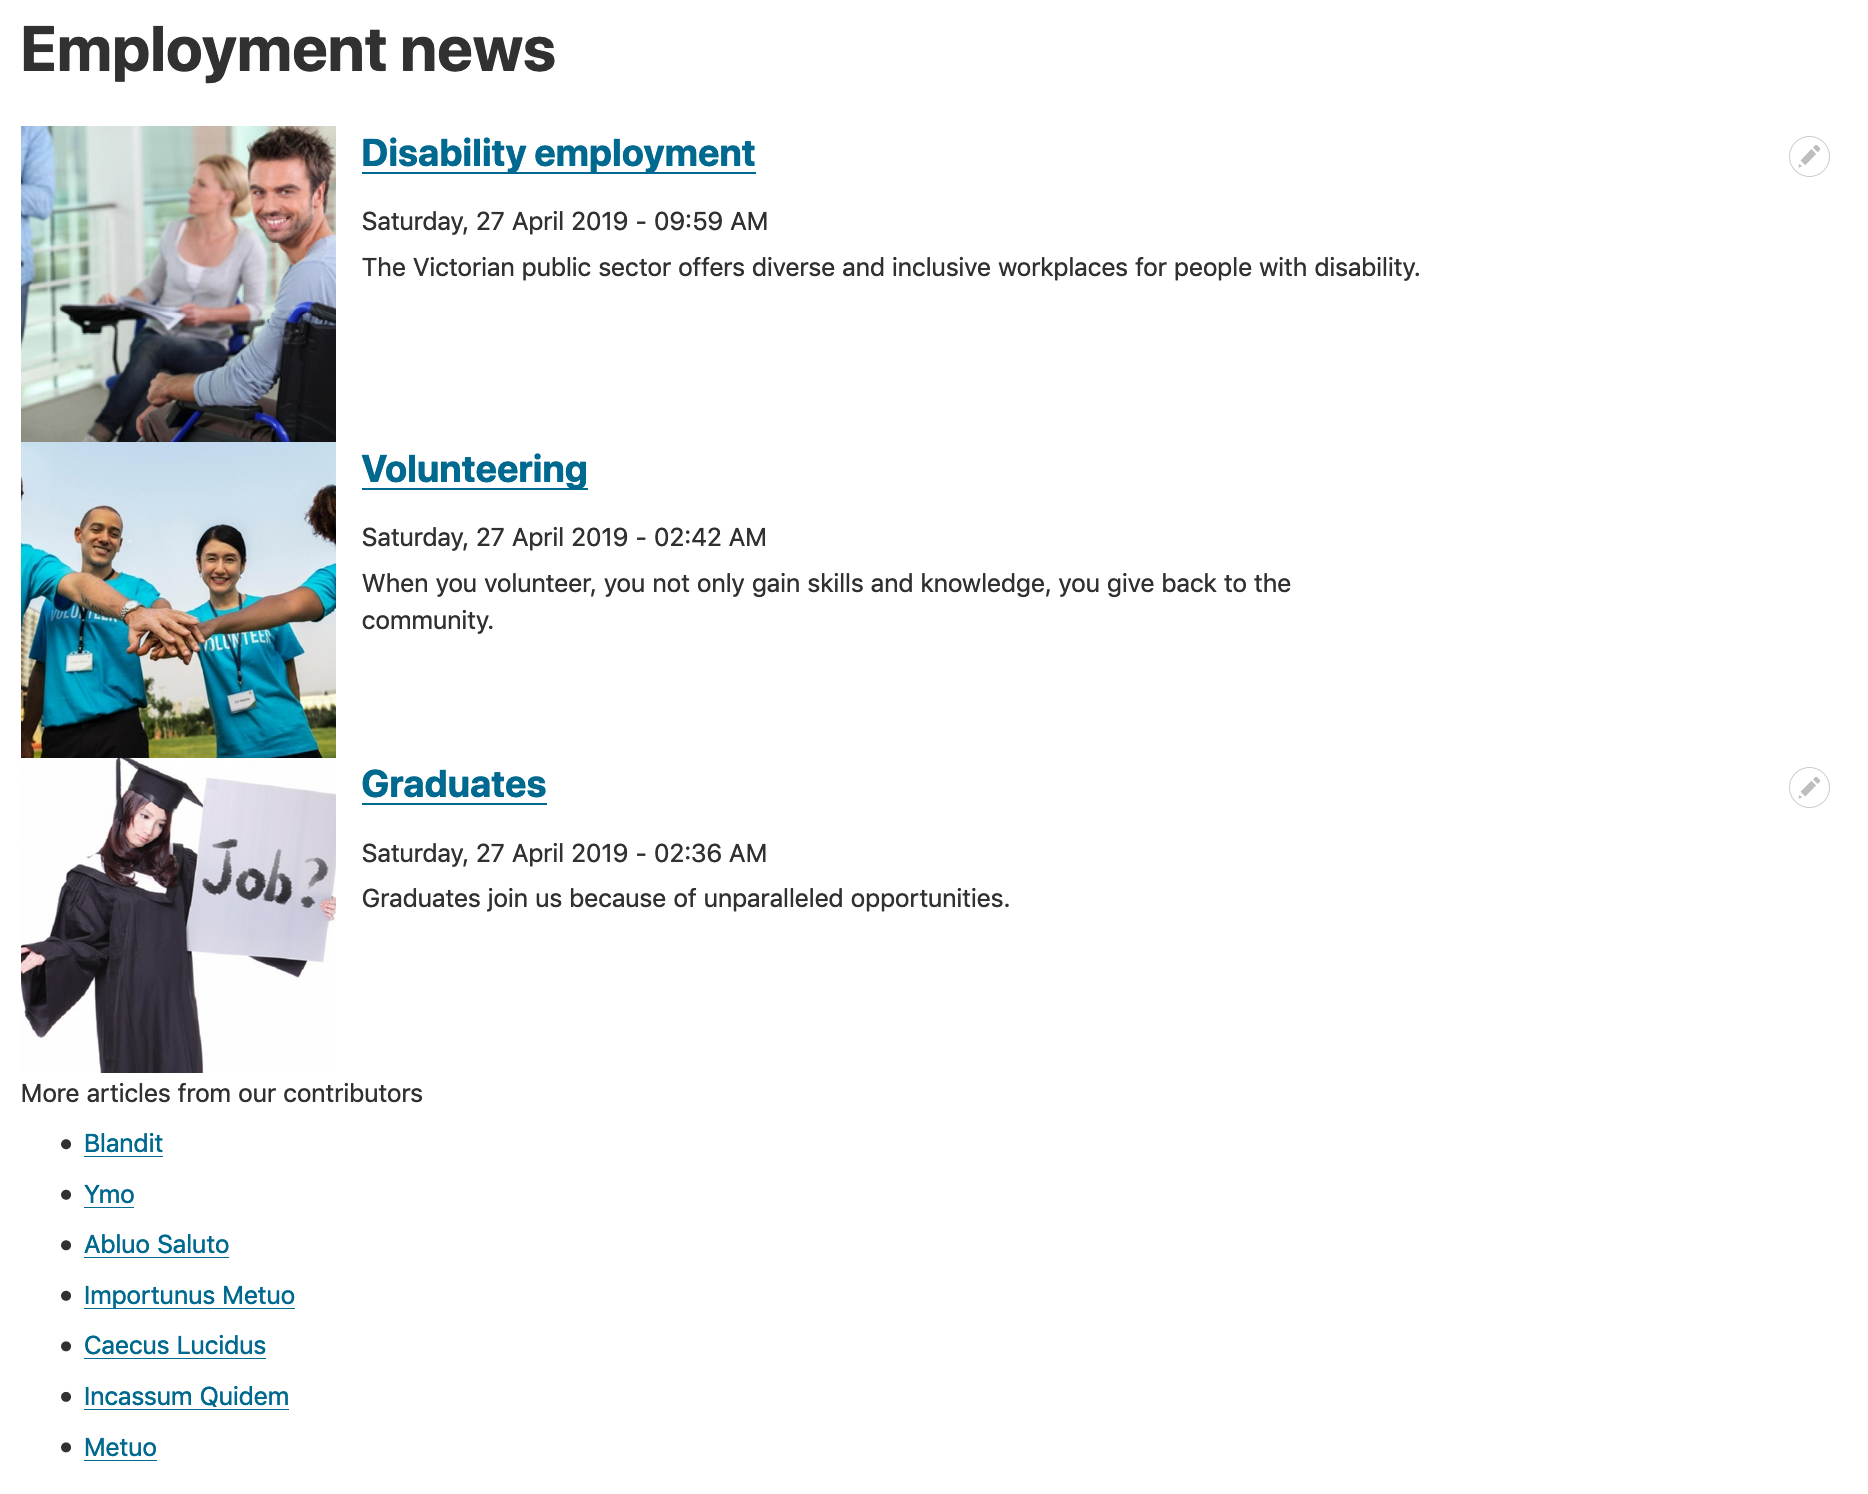 Employment news
Disability employment
Saturday, 27 April 2019 - 09:59 AM
The Victorian public sector offers diverse and inclusive workplaces for people with disability.
VOLUNTEER
VOLUNTEER
Volunteering
Saturday, 27 April 2019 - 02:42 AM
When you volunteer, you not only gain skills and knowledge, you give back to the
community.
Job?
Graduates
Saturday, 27 April 2019 - 02:36 AM
Graduates join us because of unparalleled opportunities.
More articles from our contributors
Blandit
Ymo
Abluo Saluto
Importunus Metuo
Caecus Lucidus
Incassum Quidem
Metuo